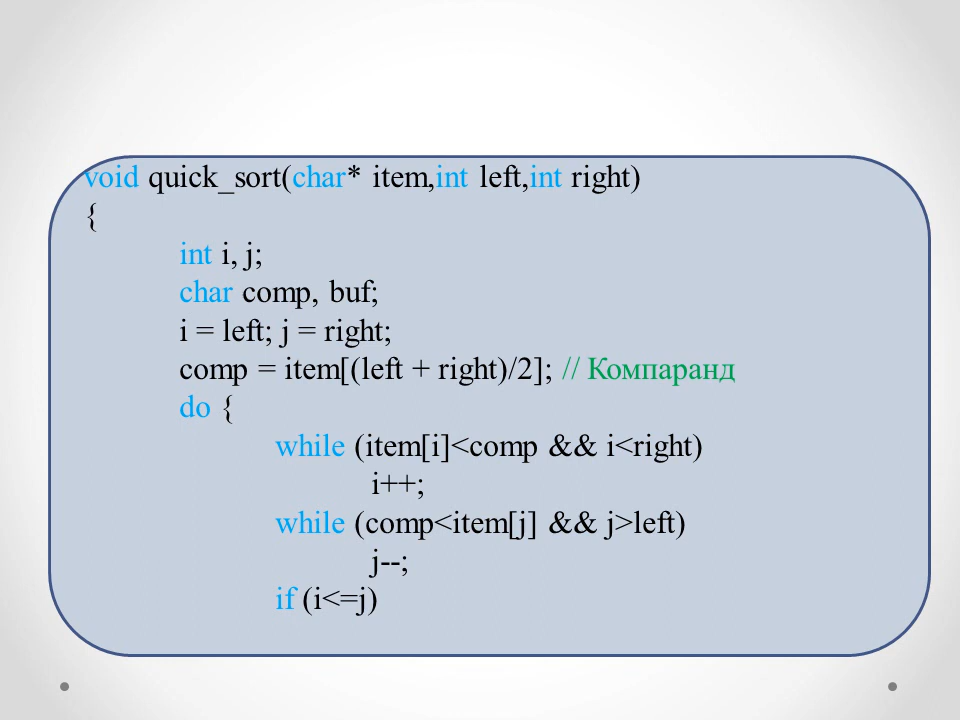 void quick_sort(char* item,int left,int right)
{
int i, j;
char comp, buf;
i = left; j = right;
comp = item[(left + right)/2]; // Компаранд
do {
while (item[i]<comp && i<right)
i++;
while (comp<item[j] && j>left)
j--;
if (i<=j)